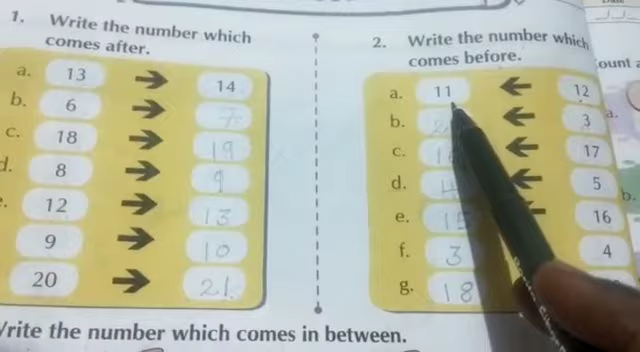 1. Write the number which
comes after.
a. 13 → 14
b. 6 → 7
c. 18 → 19
d. 8 → 9
12 → 13
9 → 10
20 → 21
2. Write the number which
comes before.
a. 11 ← 12
b. 3
c. 17
d. 4 ← 5
e. 15 16
f. 3 4
g. 18
Write the number which comes in between.
ount
a.
b.